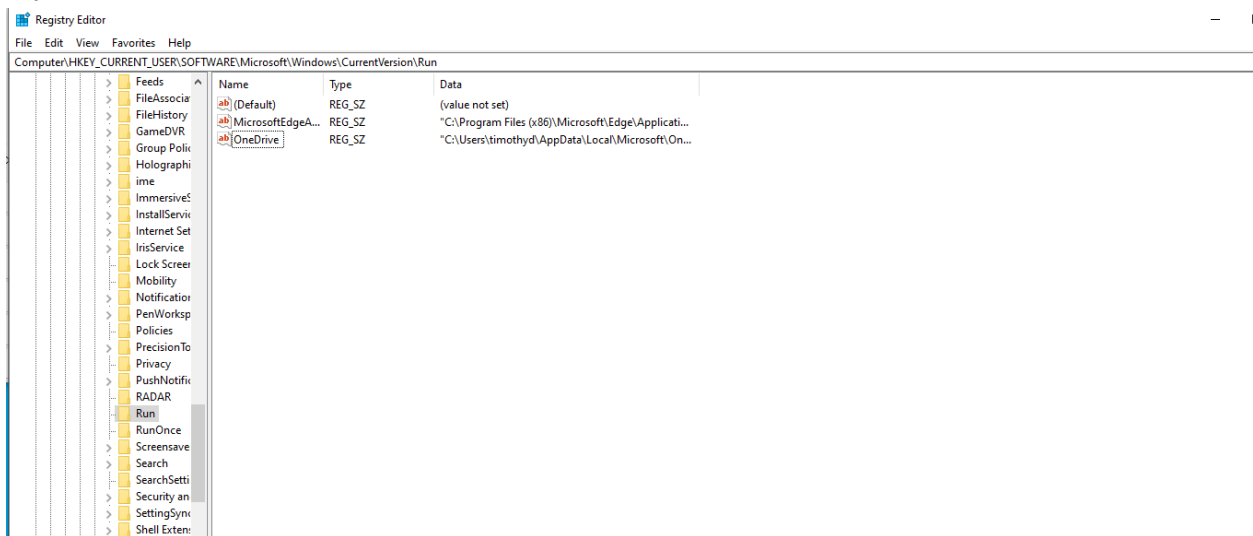 Registry Editor
File Edit View Favorites Help
Computer\HKEY_CURRENT_USER\SOFTWARE\Microsoft\Windows\CurrentVersion\Run
Name Type Data
(Default) REG_SZ (value not set)
MicrosoftEdgeA... REG_SZ "C:\Program Files (x86)\Microsoft\Edge\Applicati...
OneDrive REG_SZ "C:\Users\timothyd\AppData\Local\Microsoft\On...
Feeds
FileAssocia
FileHistory
GameDVR
Group Polic
Holographi
ime
ImmersiveS
InstallServic
Internet Set
IrisService
Lock Screen
Mobility
Notification
PenWorksp
Policies
PrecisionTo
Privacy
PushNotific
RADAR
Run
RunOnce
Screensave
Search
SearchSetti
Security an
SettingSync
Shell Extens